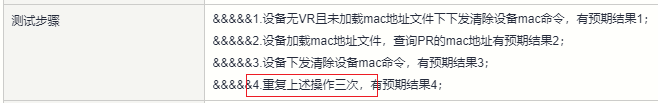 测试步骤
&&&&&1.设备无VR且未加载mac地址文件下下发清除设备mac命令，有预期结果1；
&&&&&2.设备加载mac地址文件，查询PR的mac地址有预期结果2；
&&&&&3.设备下发清除设备mac命令，有预期结果3；
&&&&&4.重复上述操作三次，有预期结果4；